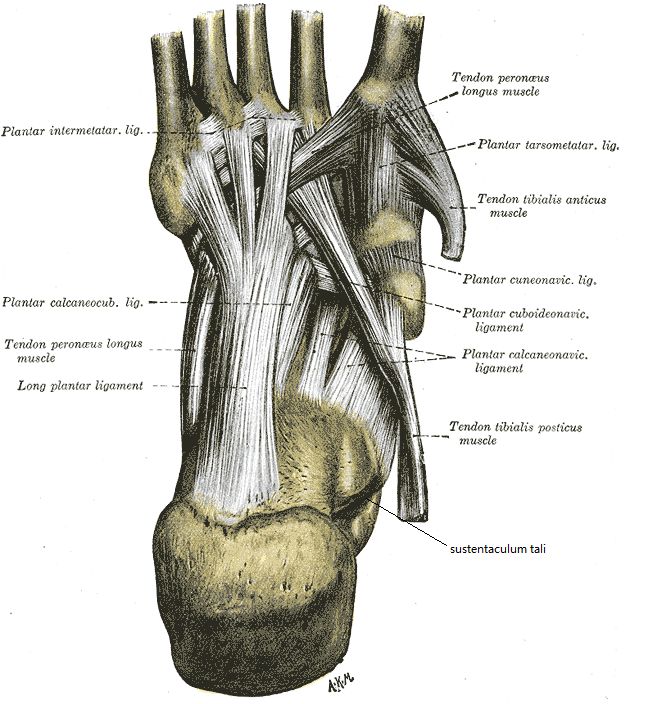 Plantar intermetatar. lig.
Plantar calcaneocub. lig.
Tendon peronæus longus
muscle
Long plantar ligament
Tendon peronæus
longus muscle
Plantar tarsometatar. lig.
Tendon tibialis anticus
muscle
Plantar cuneonavic. lig.
Plantar cuboideonavic.
ligament
Plantar calcaneonavic.
ligament
Tendon tibialis posticus
muscle
sustentaculum tali
A.K.M.